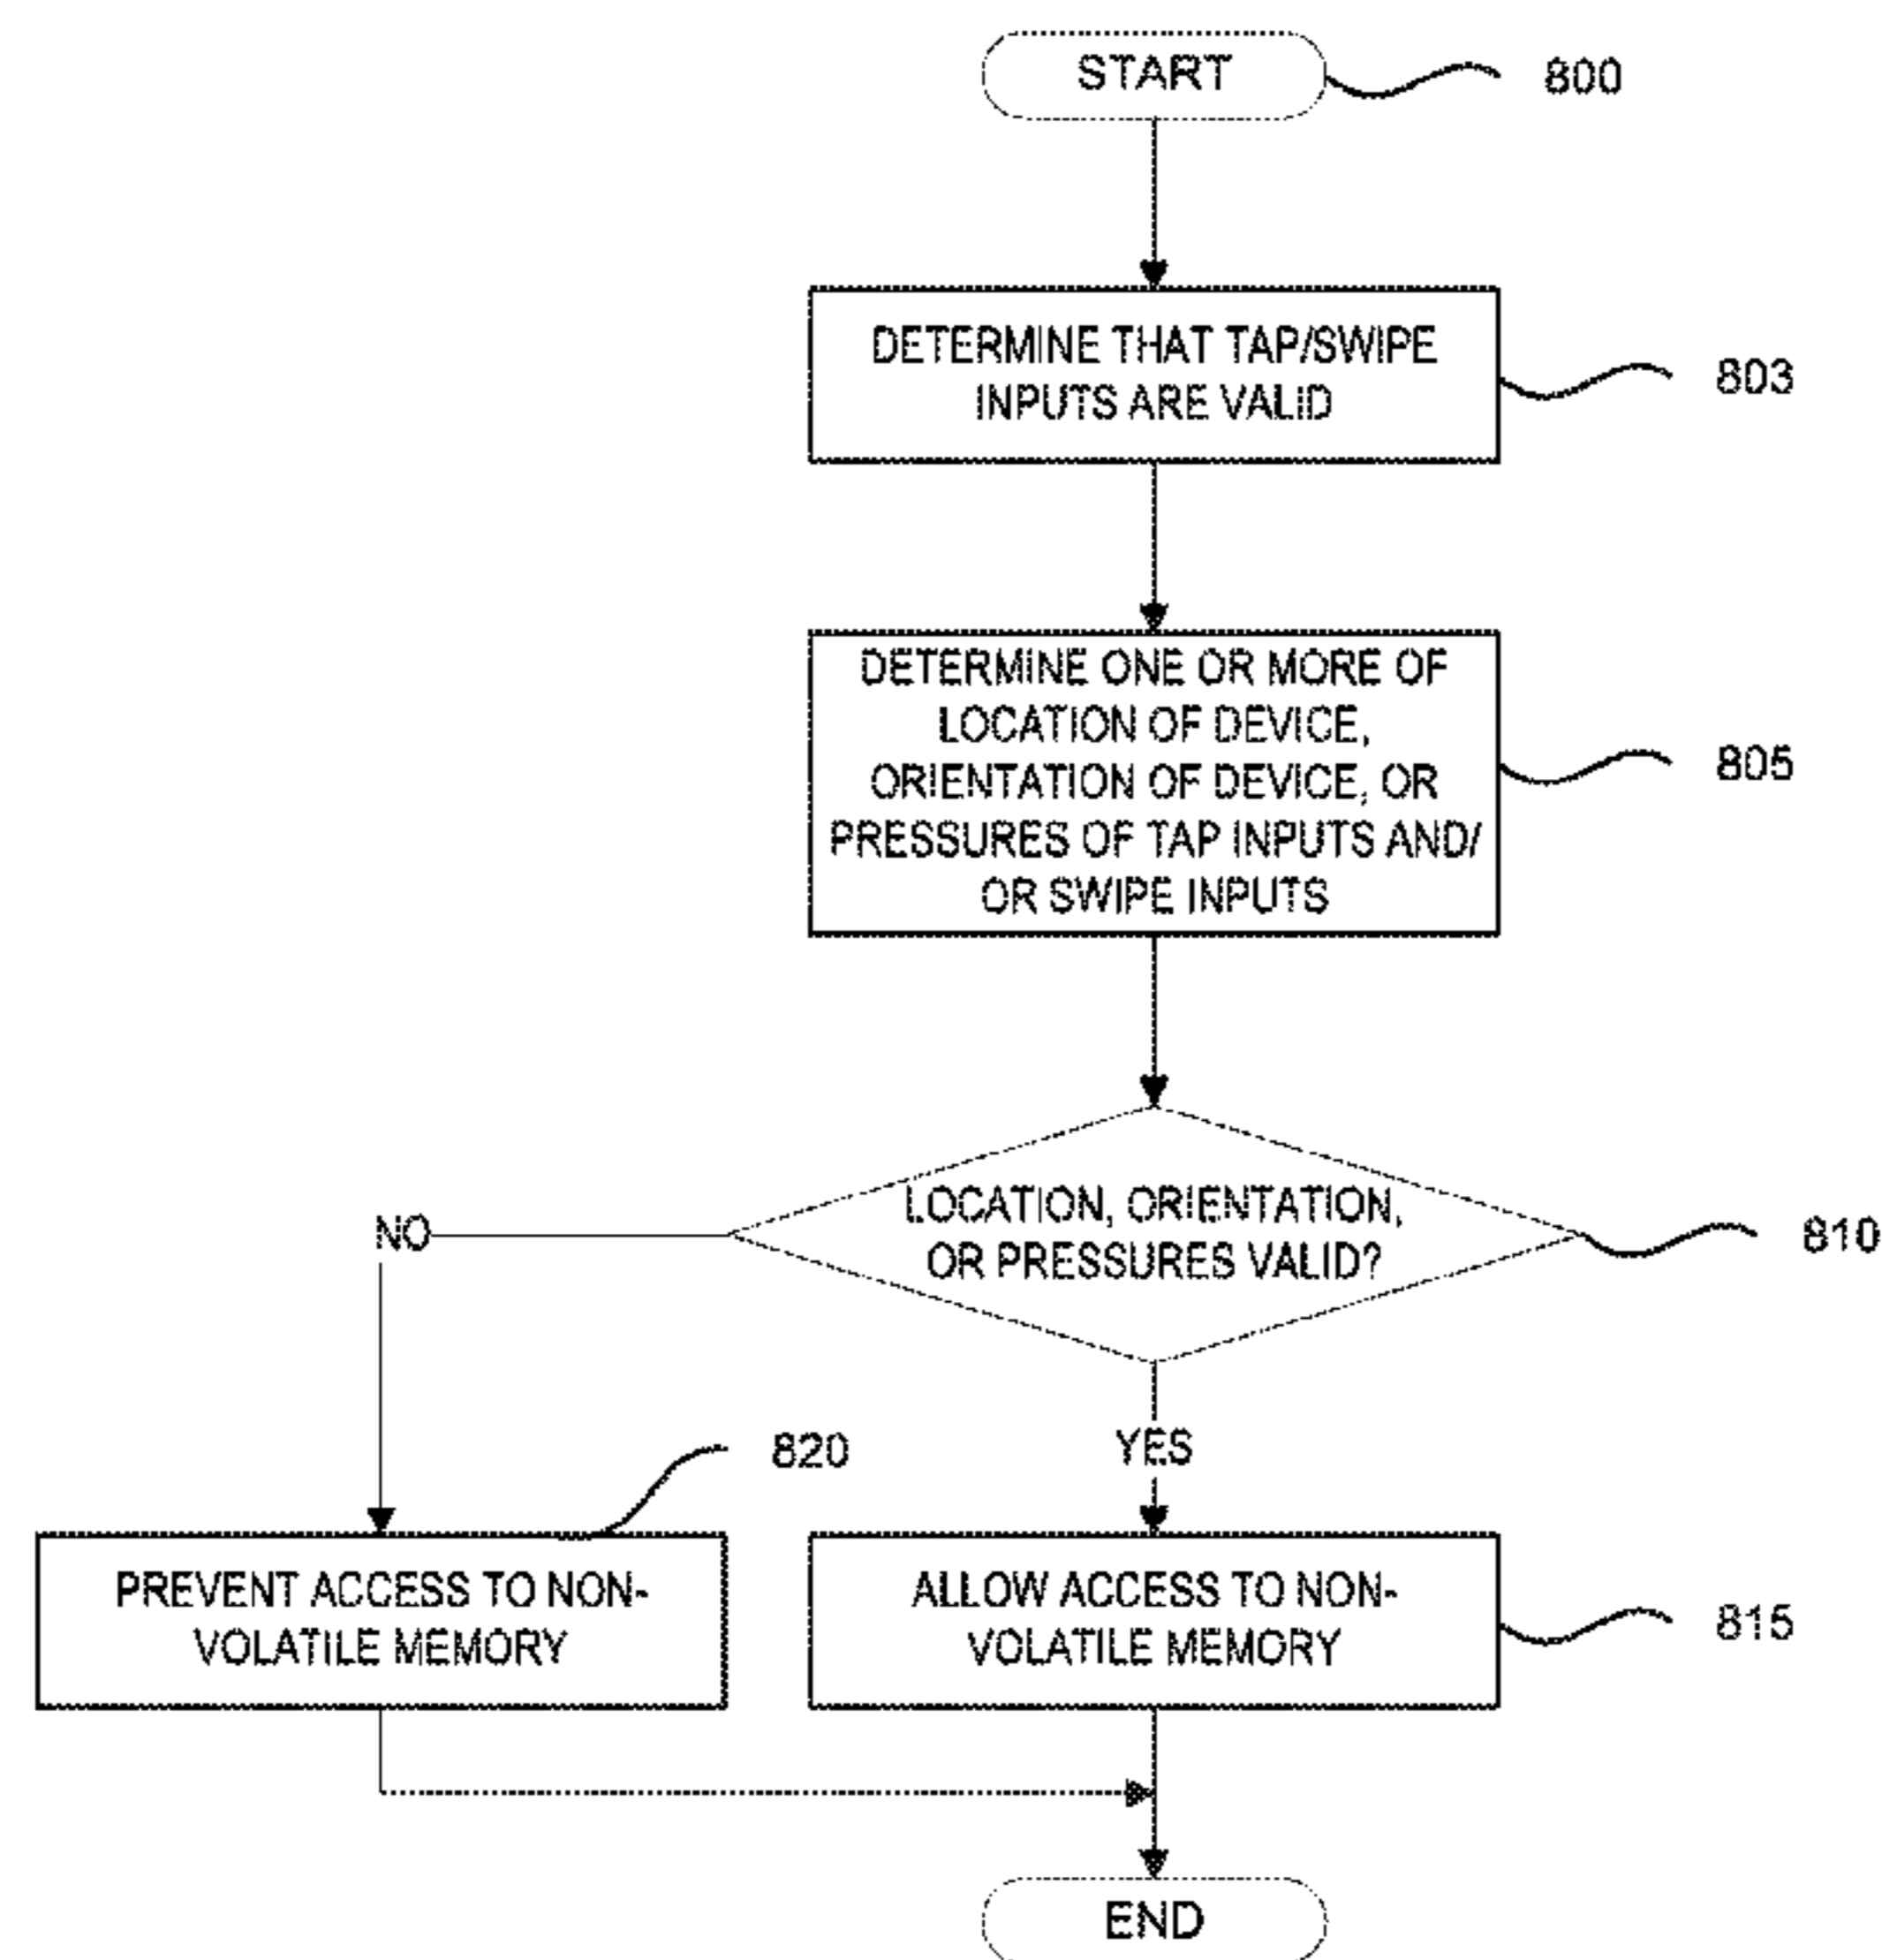 START
800
DETERMINE THAT TAP/SWIPE
INPUTS ARE VALID
803
DETERMINE ONE OR MORE OF
LOCATION OF DEVICE,
ORIENTATION OF DEVICE, OR
PRESSURES OF TAP INPUTS AND/
OR SWIPE INPUTS
805
LOCATION, ORIENTATION,
OR PRESSURES VALID?
810
NO
YES
820
PREVENT ACCESS TO NON-
VOLATILE MEMORY
ALLOW ACCESS TO NON-
VOLATILE MEMORY
815
END